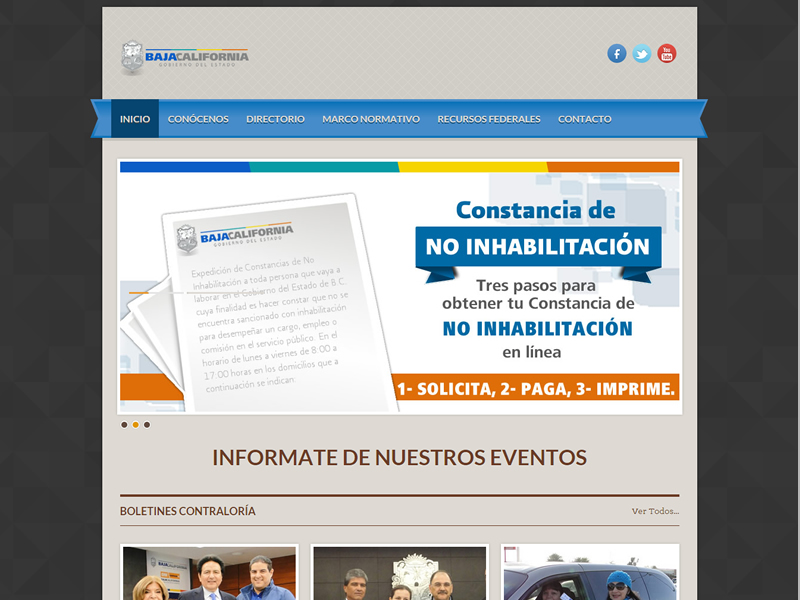 BAJACALIFORNIA
GOBIERNO DEL ESTADO
You
Tube
INICIO CONÓCENOS DIRECTORIO MARCO NORMATIVO RECURSOS FEDERALES CONTACTO
BAJACALIFORNIA
GOBIERNO DEL ESTADO
Expedición de Constancias de No
Inhabilitación a toda persona que vaya a
laborar en el Gobierno del Estado de B.C.
cuya finalidad es hacer constar que no se
encuentra sancionado con inhabilitación
para desempeñar un cargo, empleo o
comisión en el servicio público. En el
horario de lunes a viernes de 8:00 a
17:00 horas en los domicilios que a
continuación se indican:
Constancia de
NO INHABILITACIÓN
Tres pasos para
obtener tu Constancia de
NO INHABILITACIÓN
en línea
1- SOLICITA, 2- PAGA, 3- IMPRIME.
INFORMATE DE NUESTROS EVENTOS
BOLETINES CONTRALORÍA Ver Todos...
BAJACALIFORNIA